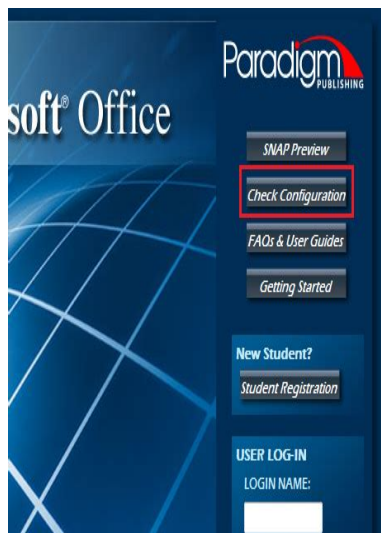 Paradigm
PUBLISHING
soft® Office
SNAP Preview
Check Configuration
FAQs & User Guides
Getting Started
New Student?
Student Registration
USER LOG-IN
LOGIN NAME: